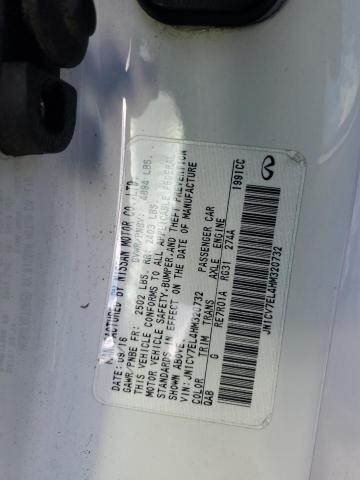 MANUFACTURED BY NISSAN MOTOR CO.,LTD.
DATE: 09/16 GVWR/PNBV: 4894 LBS.
GAWR/PNBE FR: 2502 LBS. RR: 2403 LBS
THIS VEHICLE CONFORMS TO ALL APPLICABLE FEDERAL
MOTOR VEHICLE SAFETY,BUMPER,AND THEFT PREVENTION
STANDARDS IN EFFECT ON THE DATE OF MANUFACTURE
SHOWN ABOVE.
VIN: JN1CV7EL4HM320732 PASSENGER CAR
COLOR TRIM TRANS AXLE ENGINE
QAB G RE7R01A RG31 274A 1991CC
JN1CV7EL4HM320732